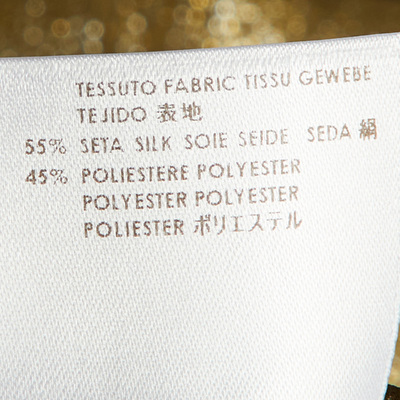 TESSUTO FABRIC TISSU GEWEBE
TEJIDO 表地
55% SETA SILK SOIE SEIDE SEDA 絹
45% POLIESTERE POLYESTER
POLYESTER POLYESTER
POLIESTER ポリエステル